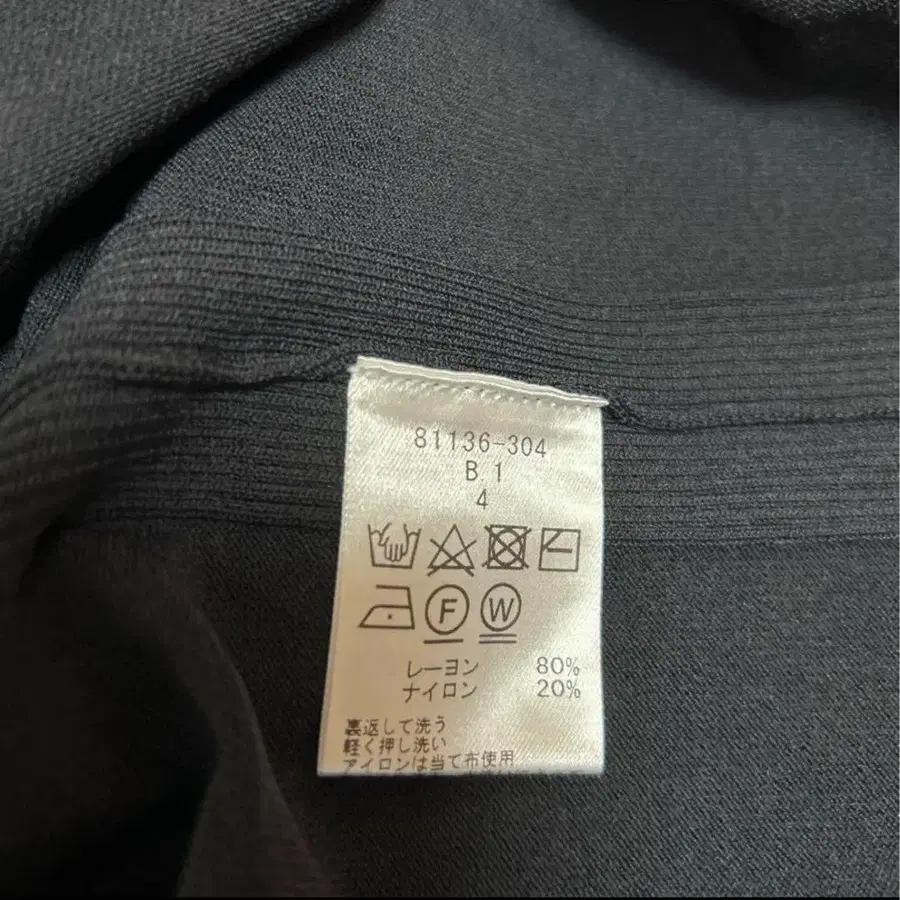 81136-304
B 1
4
F W
レーヨン 80%
ナイロン 20%
裏返して洗う
軽く押し洗い
アイロンは当て布使用